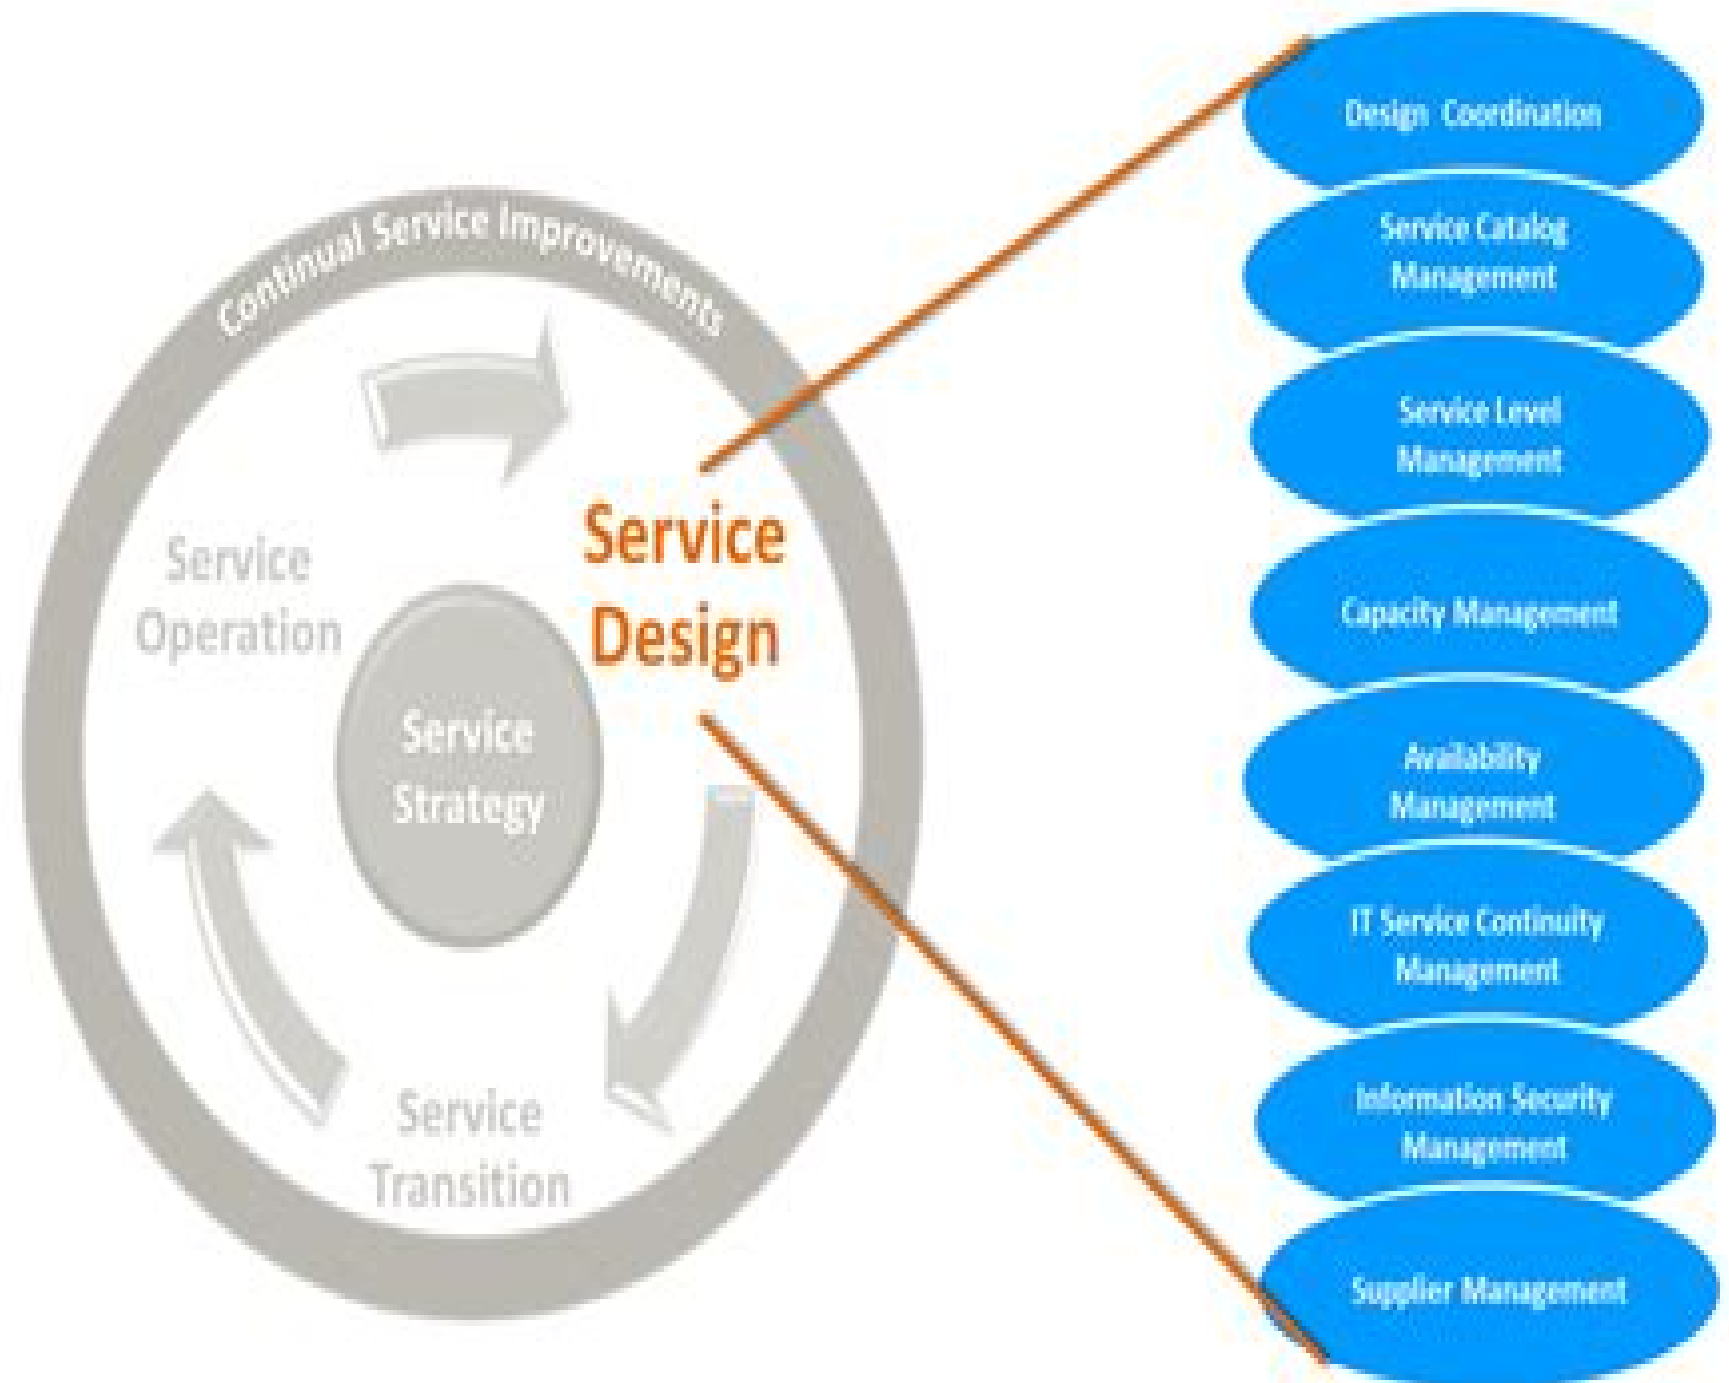 Continual Service Improvements
Service
Design
Service
Operation
Service
Strategy
Service
Transition
Design Coordination
Service Catalog
Management
Service Level
Management
Capacity Management
Availability
Management
IT Service Continuity
Management
Information Security
Management
Supplier Management